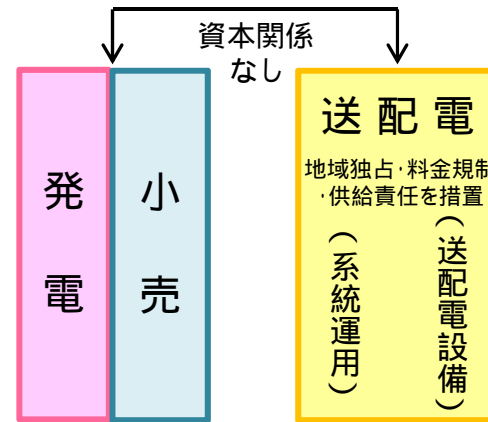 資本関係
なし
発電
小売
送配電
地域独占・料金規制
・供給責任を措置
（送配電設備）
（系統運用）